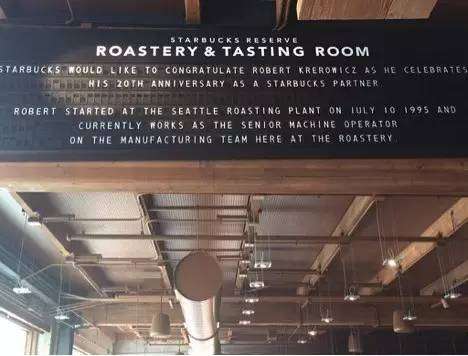 STARBUCKS RESERVE
ROASTERY & TASTING ROOM
STARBUCKS WOULD LIKE TO CONGRATULATE ROBERT KREROWICZ AS HE CELEBRATES
HIS 20TH ANNIVERSARY AS A STARBUCKS PARTNER
ROBERT STARTED AT THE SEATTLE ROASTING PLANT ON JULY 10 1995 AND
CURRENTLY WORKS AS THE SENIOR MACHINE OPERATOR
ON THE MANUFACTURING TEAM HERE AT THE ROASTERY.